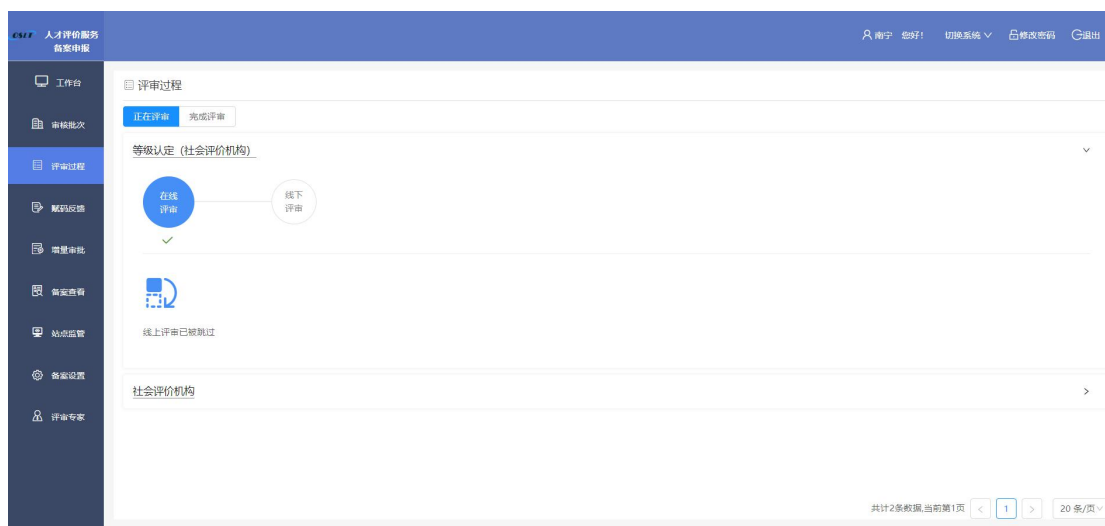 OSLT 人才评价服务
备案申报
南宁 您好! 切换系统 修改密码 退出
工作台
审核批次
评审过程
赋码反馈
增量审批
备案查看
站点监管
备案设置
评审专家
评审过程
正在评审 完成评审
等级认定（社会评价机构）
在线
评审
线下
评审
线上评审已被跳过
社会评价机构
共计2条数据,当前第1页 < 1 > 20 条/页